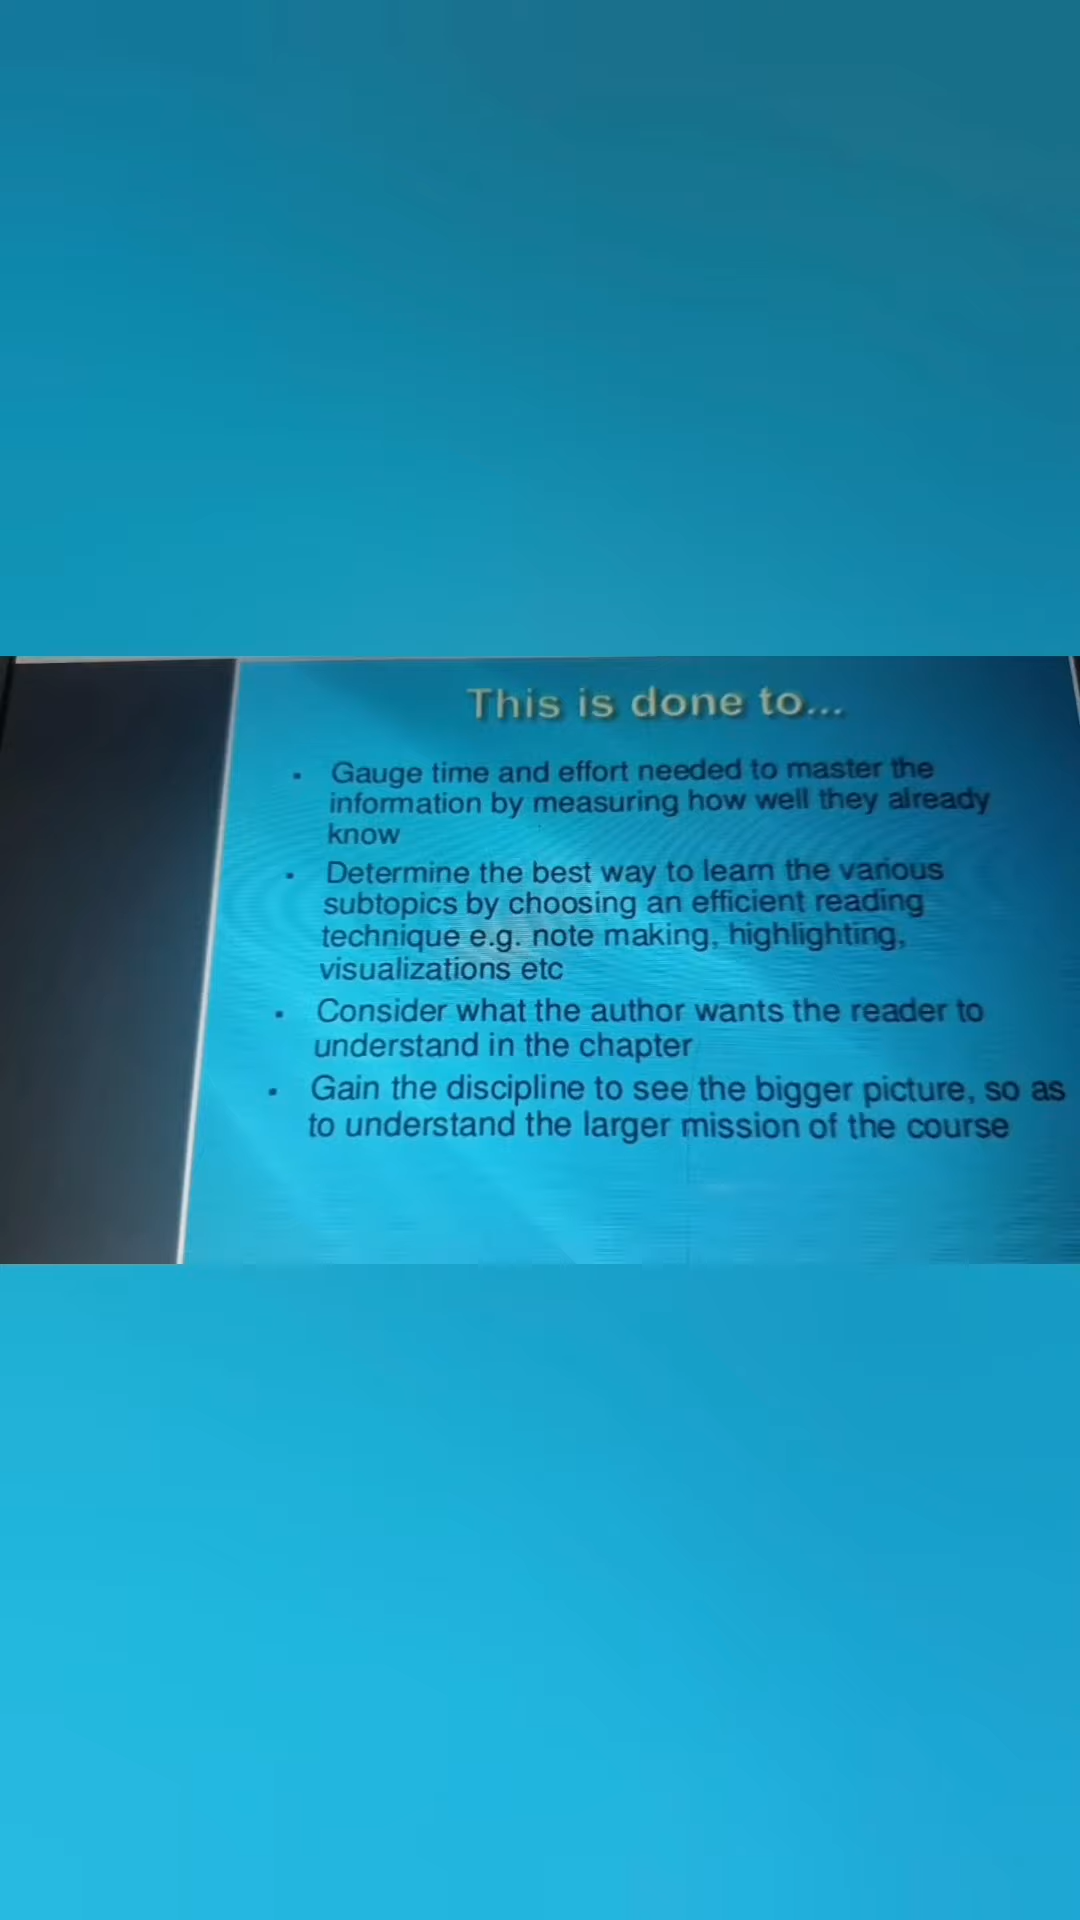 This is done to...
▪ Gauge time and effort needed to master the
information by measuring how well they already
know
▪ Determine the best way to learn the various
subtopics by choosing an efficient reading
technique e.g. note making, highlighting,
visualizations etc
▪ Consider what the author wants the reader to
understand in the chapter
▪ Gain the discipline to see the bigger picture, so as
to understand the larger mission of the course